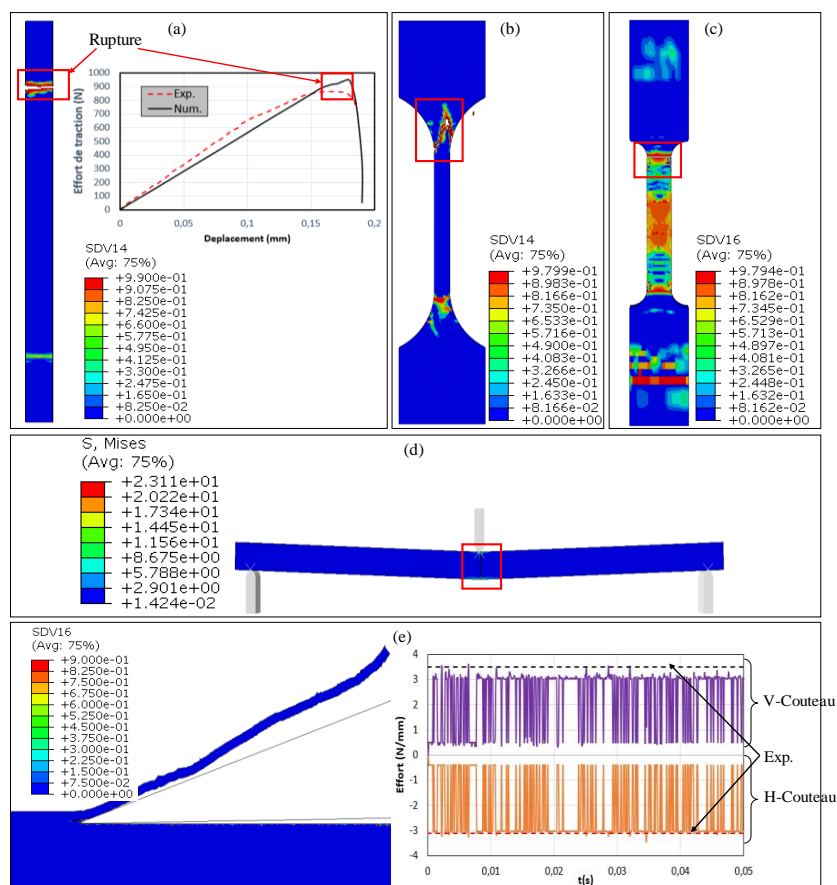 (a)
Rupture
1000
900
800
700
600
500
400
300
200
100
0
Effort de traction (N)
Exp.
Num.
0
0,05
0,1
0,15
0,2
Deplacement (mm)
SDV14
(Avg: 75%)
+9.900e-01
+9.075e-01
+8.250e-01
+7.425e-01
+6.600e-01
+5.775e-01
+4.950e-01
+4.125e-01
+3.300e-01
+2.475e-01
+1.650e-01
+8.250e-02
+0.000e+00
(b)
SDV14
(Avg: 75%)
+9.799e-01
+8.983e-01
+8.166e-01
+7.350e-01
+6.533e-01
+5.716e-01
+4.900e-01
+4.083e-01
+3.266e-01
+2.450e-01
+1.633e-01
+8.166e-02
+0.000e+00
(c)
SDV16
(Avg: 75%)
+9.794e-01
+8.978e-01
+8.162e-01
+7.345e-01
+6.529e-01
+5.713e-01
+4.897e-01
+4.081e-01
+3.265e-01
+2.448e-01
+1.632e-01
+8.162e-02
+0.000e+00
(d)
S, Mises
(Avg: 75%)
+2.311e+01
+2.022e+01
+1.734e+01
+1.445e+01
+1.156e+01
+8.675e+00
+5.788e+00
+2.901e+00
+1.424e-02
(e)
SDV16
(Avg: 75%)
+9.000e-01
+8.250e-01
+7.500e-01
+6.750e-01
+6.000e-01
+5.250e-01
+4.500e-01
+3.750e-01
+3.000e-01
+2.250e-01
+1.500e-01
+7.500e-02
+0.000e+00
4
3
2
1
0
-1
-2
-3
-4
Effort (N/mm)
0
0,01
0,02
0,03
0,04
0,05
t(s)
V-Couteau
Exp.
H-Couteau